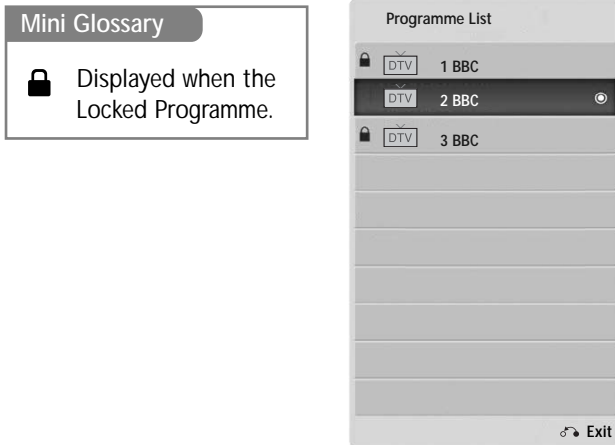 Mini Glossary
Displayed when the
Locked Programme.
Programme List
DTV 1 BBC
DTV 2 BBC
DTV 3 BBC
Exit